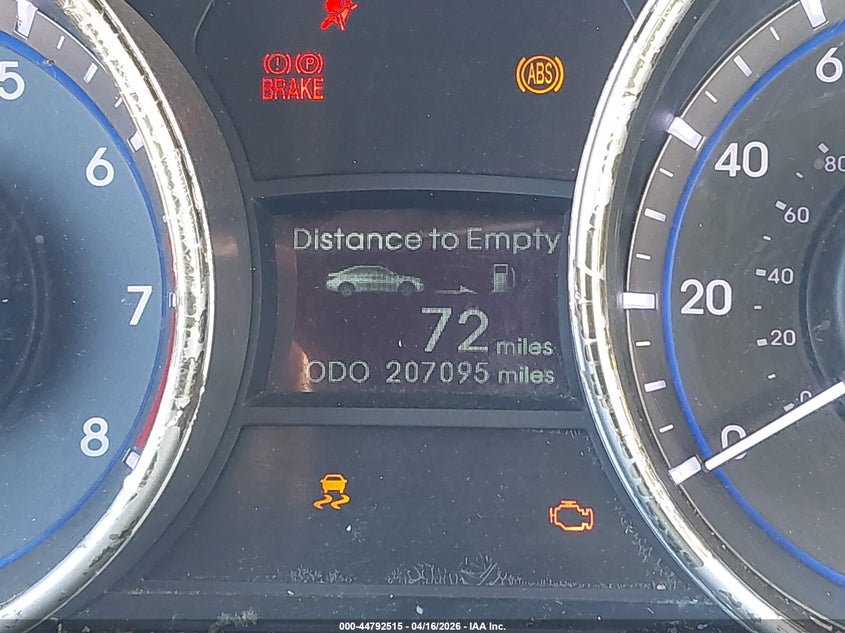 5
6
7
8
(!) (P)
BRAKE
ABS
Distance to Empty
72 miles
ODO 207095 miles
6
40
20
0
80
60
40
20
0
000-44792515 - 04/16/2026 - IAA Inc.